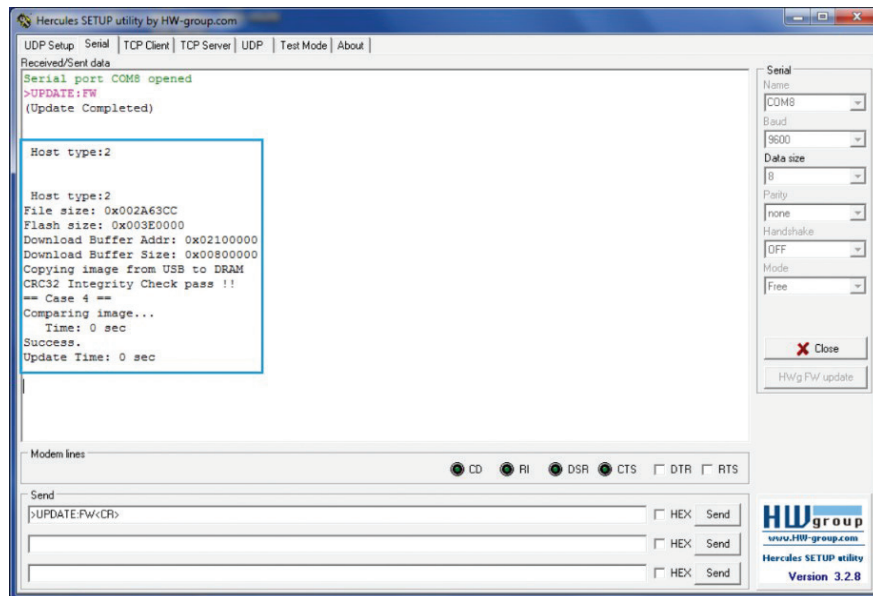 Hercules SETUP utility by HW-group.com
UDP Setup Serial TCP Client TCP Server UDP Test Mode About
Received/Sent data
Serial port COM8 opened
>UPDATE:FW
(Update Completed)
Host type:2
Host type:2
File size: 0x002A63CC
Flash size: 0x003E0000
Download Buffer Addr: 0x02100000
Download Buffer Size: 0x00800000
Copying image from USB to DRAM
CRC32 Integrity Check pass !!
== Case 4 ==
Comparing image...
Time: 0 sec
Success.
Update Time: 0 sec
Serial
Name
COM8
Baud
9600
Data size
8
Parity
none
Handshake
OFF
Mode
Free
Close
HWg FW update
Modem lines
CD RI DSR CTS DTR RTS
Send
>UPDATE:FW<CR> HEX Send
HEX Send
HEX Send
HW group
www.HW-group.com
Hercules SETUP utility
Version 3.2.8